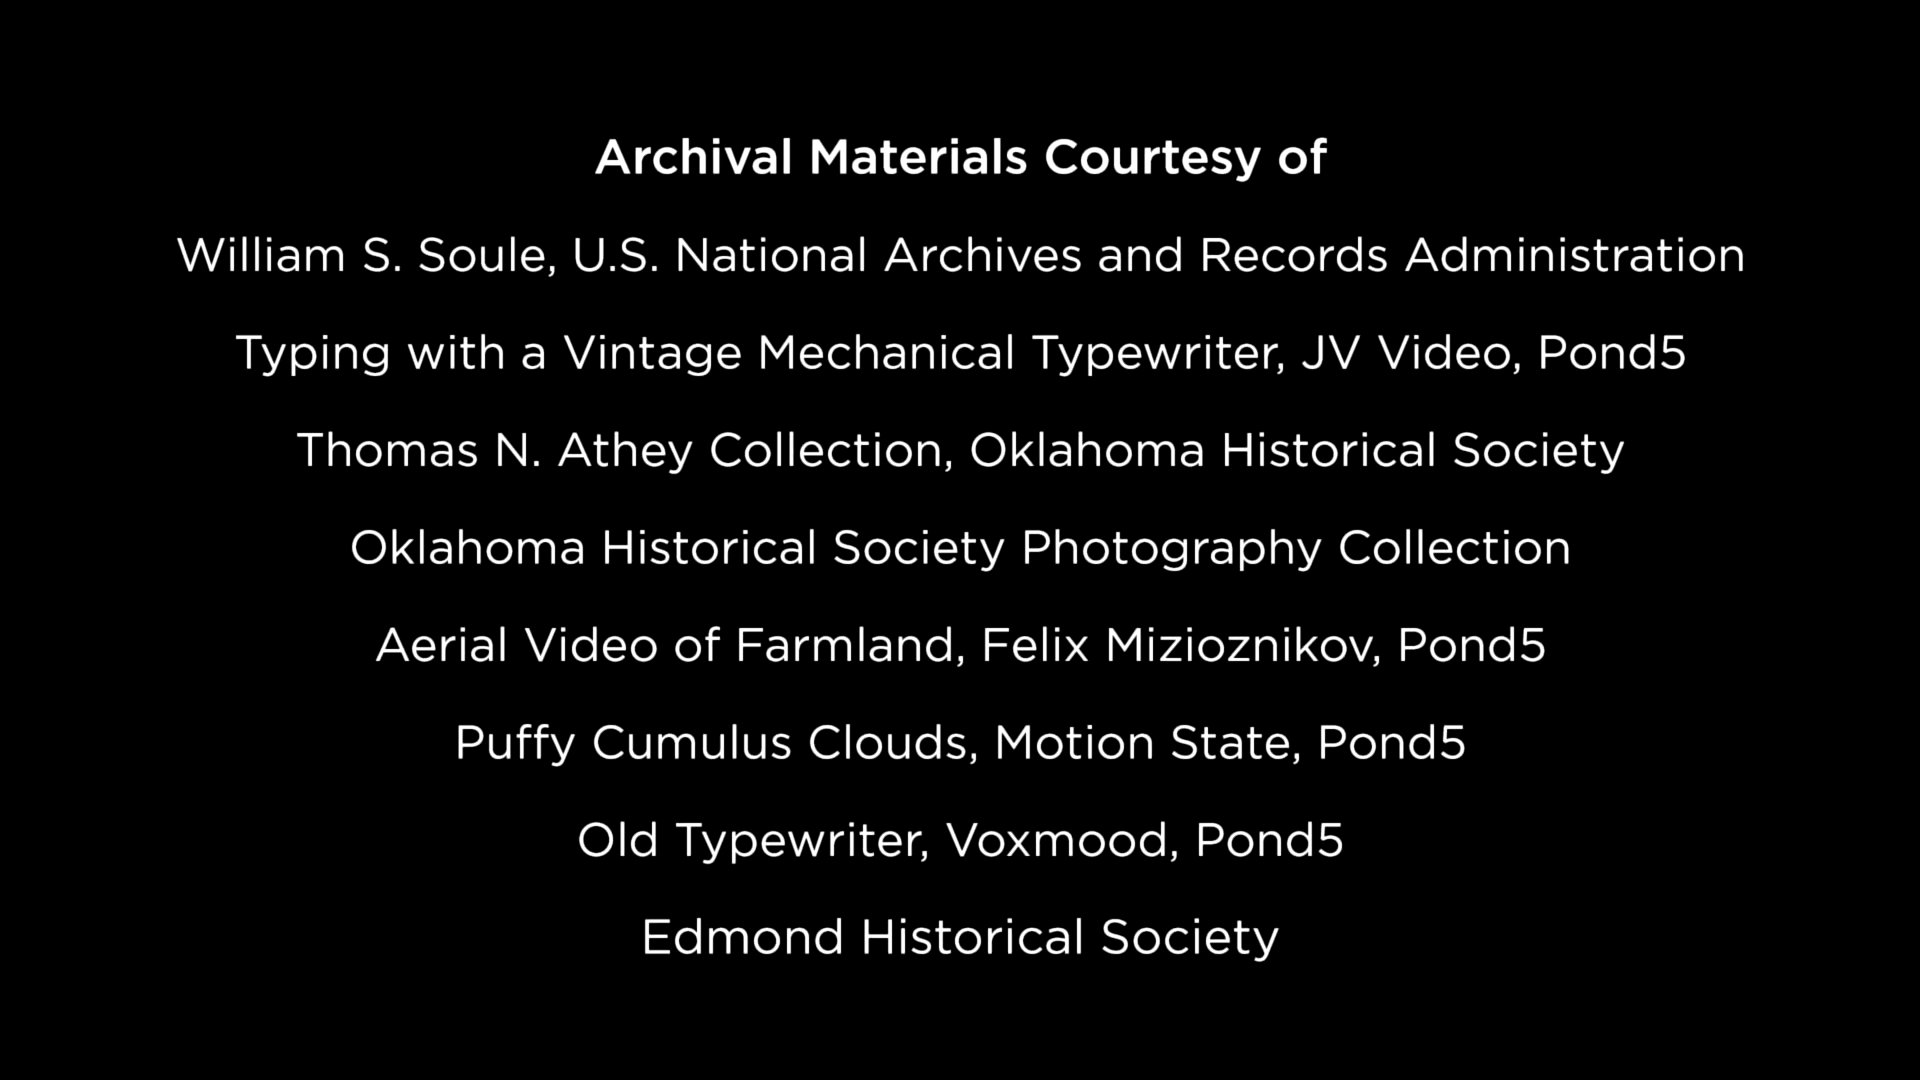 Archival Materials Courtesy of
William S. Soule, U.S. National Archives and Records Administration
Typing with a Vintage Mechanical Typewriter, JV Video, Pond5
Thomas N. Athey Collection, Oklahoma Historical Society
Oklahoma Historical Society Photography Collection
Aerial Video of Farmland, Felix Mizioznikov, Pond5
Puffy Cumulus Clouds, Motion State, Pond5
Old Typewriter, Voxmood, Pond5
Edmond Historical Society